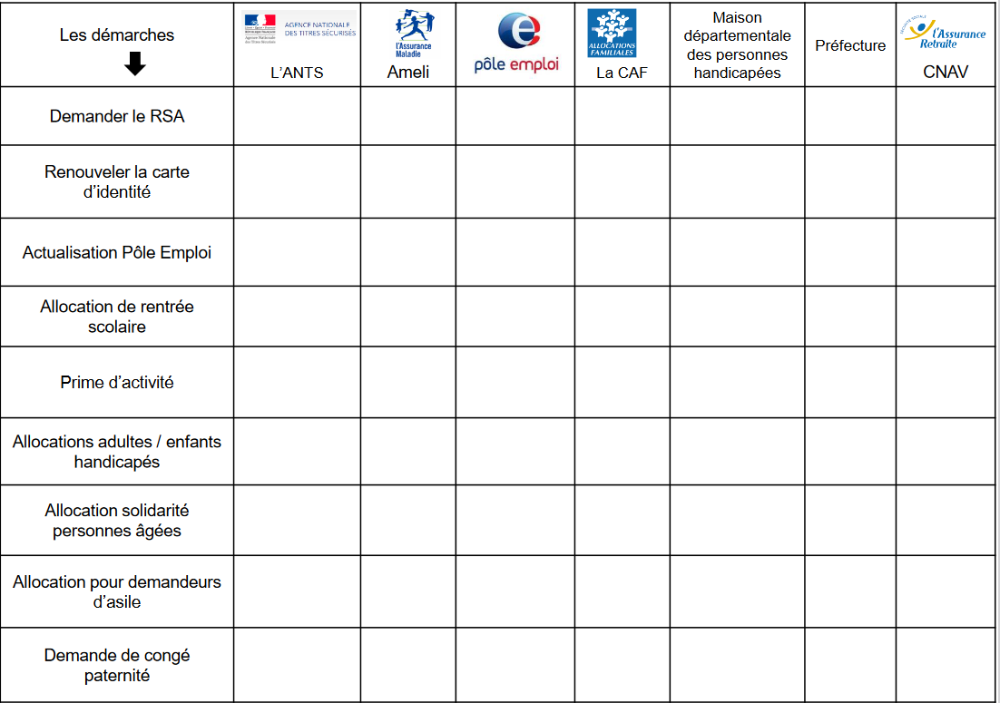 Les démarches
AGENCE NATIONALE
DES TITRES SÉCURISÉS
L'ANTS
l'Assurance
Maladie
Ameli
pôle emploi
ALLOCATIONS
FAMILIALES
La CAF
Maison
départementale
des personnes
handicapées
Préfecture
l'Assurance
Retraite
CNAV
Demander le RSA
Renouveler la carte
d'identité
Actualisation Pôle Emploi
Allocation de rentrée
scolaire
Prime d'activité
Allocations adultes / enfants
handicapés
Allocation solidarité
personnes âgées
Allocation pour demandeurs
d'asile
Demande de congé
paternité